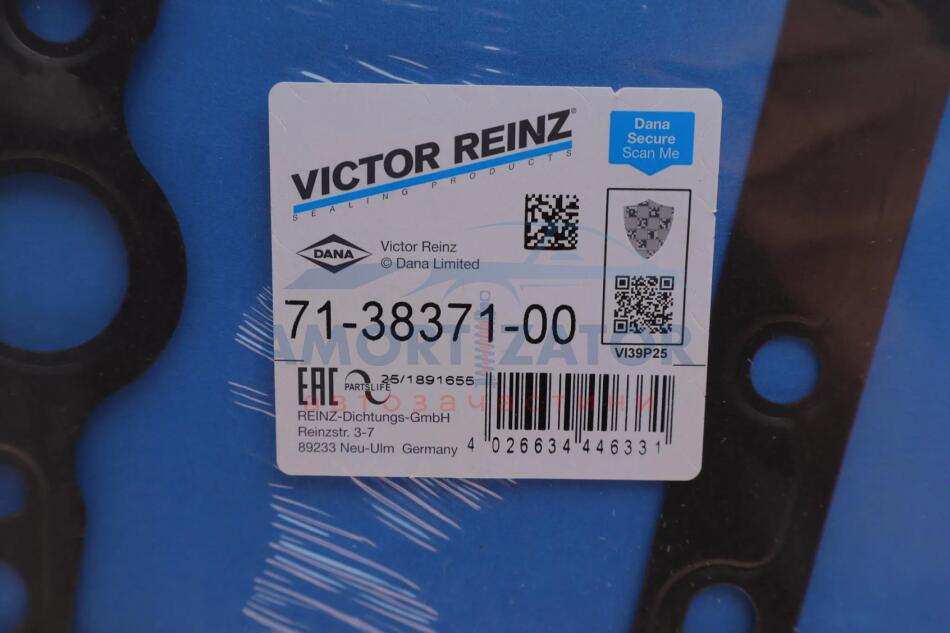 VICTOR REINZ®
SEALING PRODUCTS
Dana
Secure
Scan Me
DANA
Victor Reinz
© Dana Limited
71-38371-00
VI39P25
AMORTIZATOR
автозачастини
EAC
PARTSLIFE
25/1891655
REINZ-Dichtungs-GmbH
Reinzstr. 3-7
89233 Neu-Ulm Germany
4 026634 446331